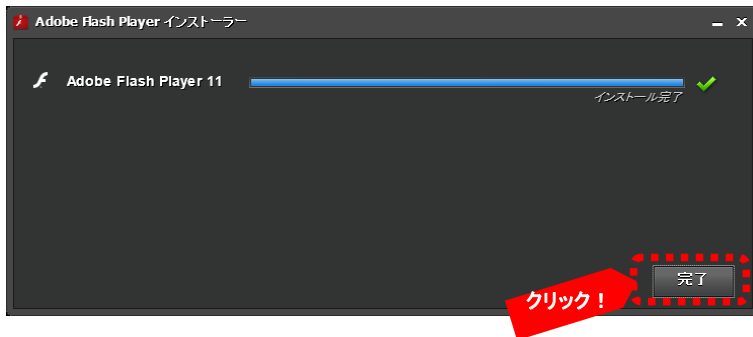 Adobe Flash Player インストーラー
Adobe Flash Player 11
インストール完了
完了
クリック！